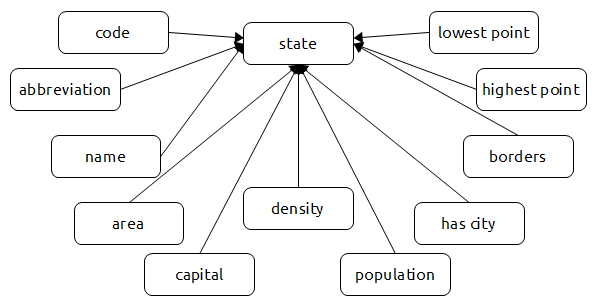 code
state
lowest point
abbreviation
highest point
name
borders
area
density
has city
capital
population